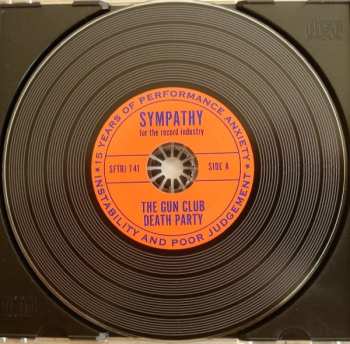 15 YEARS OF PERFORMANCE ANXIETY
SYMPATHY
for the record industry
SFTRI 741
SIDE A
THE GUN CLUB
DEATH PARTY
INSTABILITY AND POOR JUDGEMENT